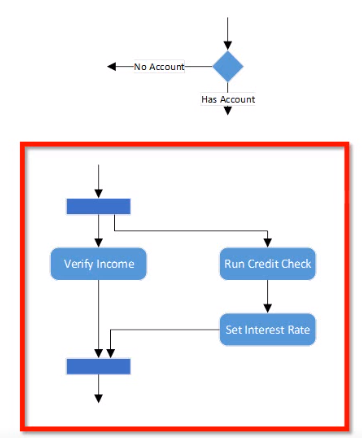 No Account
Has Account
Verify Income
Run Credit Check
Set Interest Rate